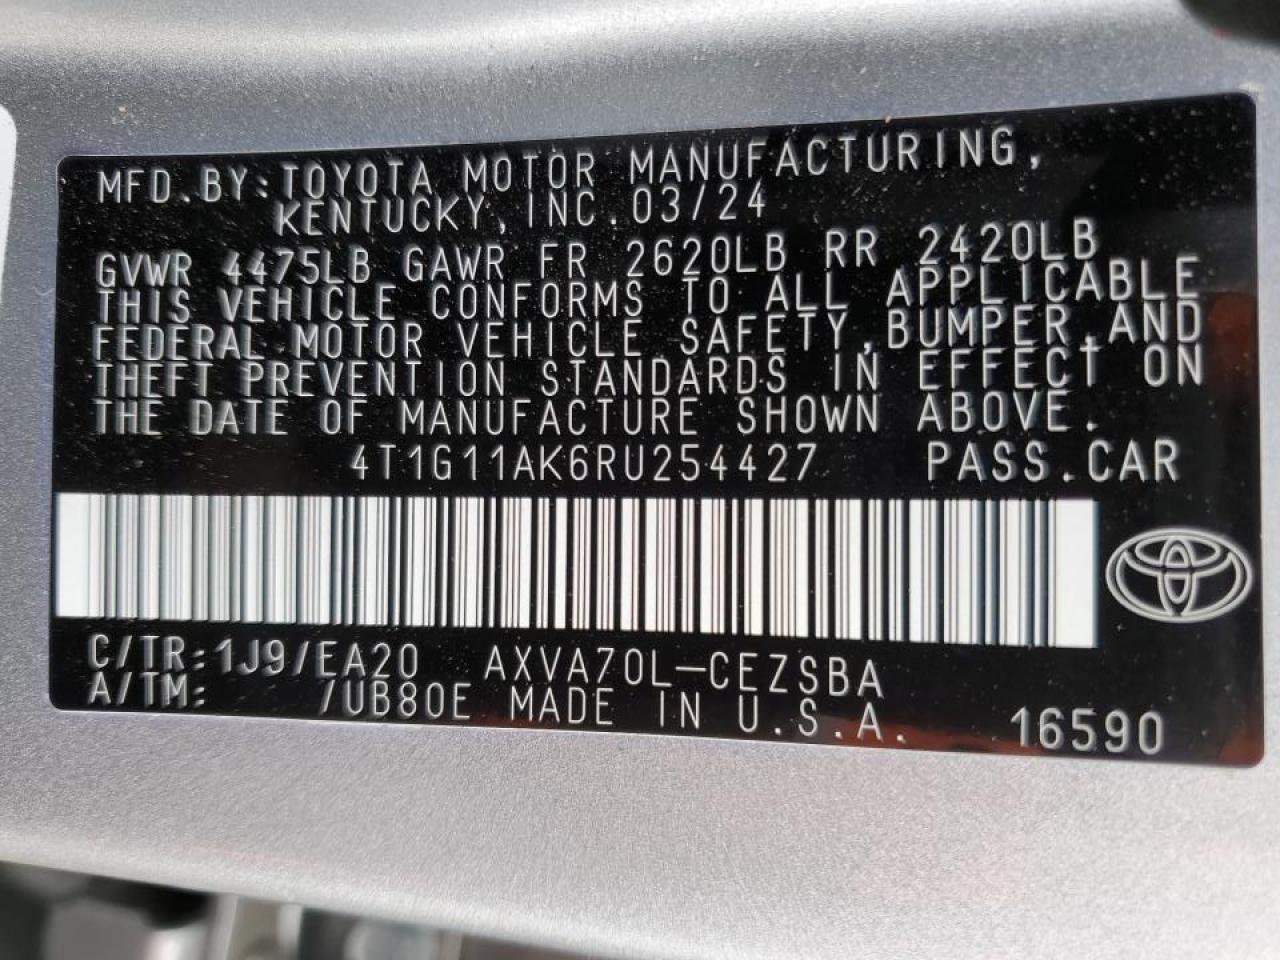 MFD.BY:TOYOTA MOTOR MANUFACTURING,
KENTUCKY, INC.03/24
GVWR 4475LB GAWR FR 2620LB RR 2420LB
THIS VEHICLE CONFORMS TO ALL APPLICABLE
FEDERAL MOTOR VEHICLE SAFETY,BUMPER,AND
THEFT PREVENTION STANDARDS IN EFFECT ON
THE DATE OF MANUFACTURE SHOWN ABOVE.
4T1G11AK6RU254427 PASS.CAR
C/TR:1J9/EA20 AXVA70L-CEZSBA
A/TM: /UB80E MADE IN U.S.A. 16590